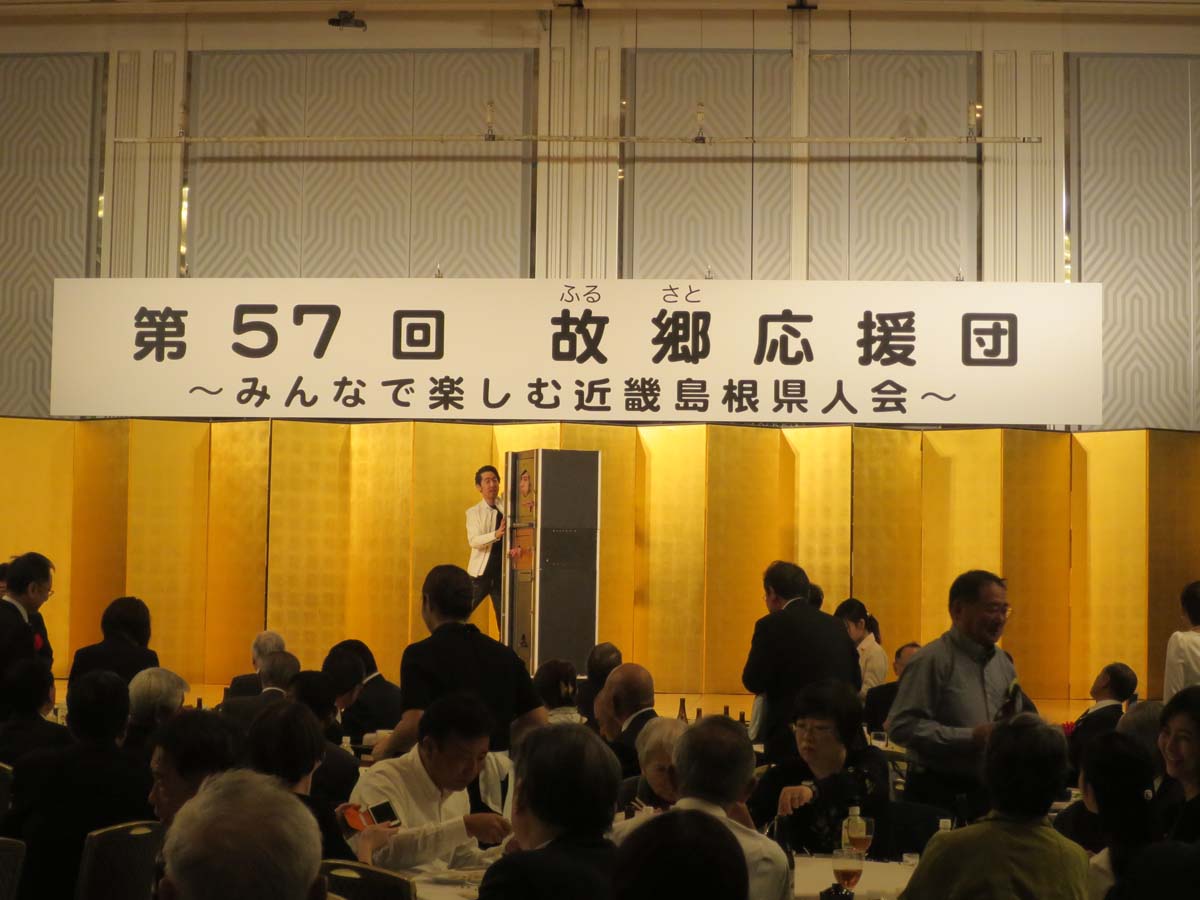 ふる さと
第57回 故郷応援団
～みんなで楽しむ近畿島根県人会～